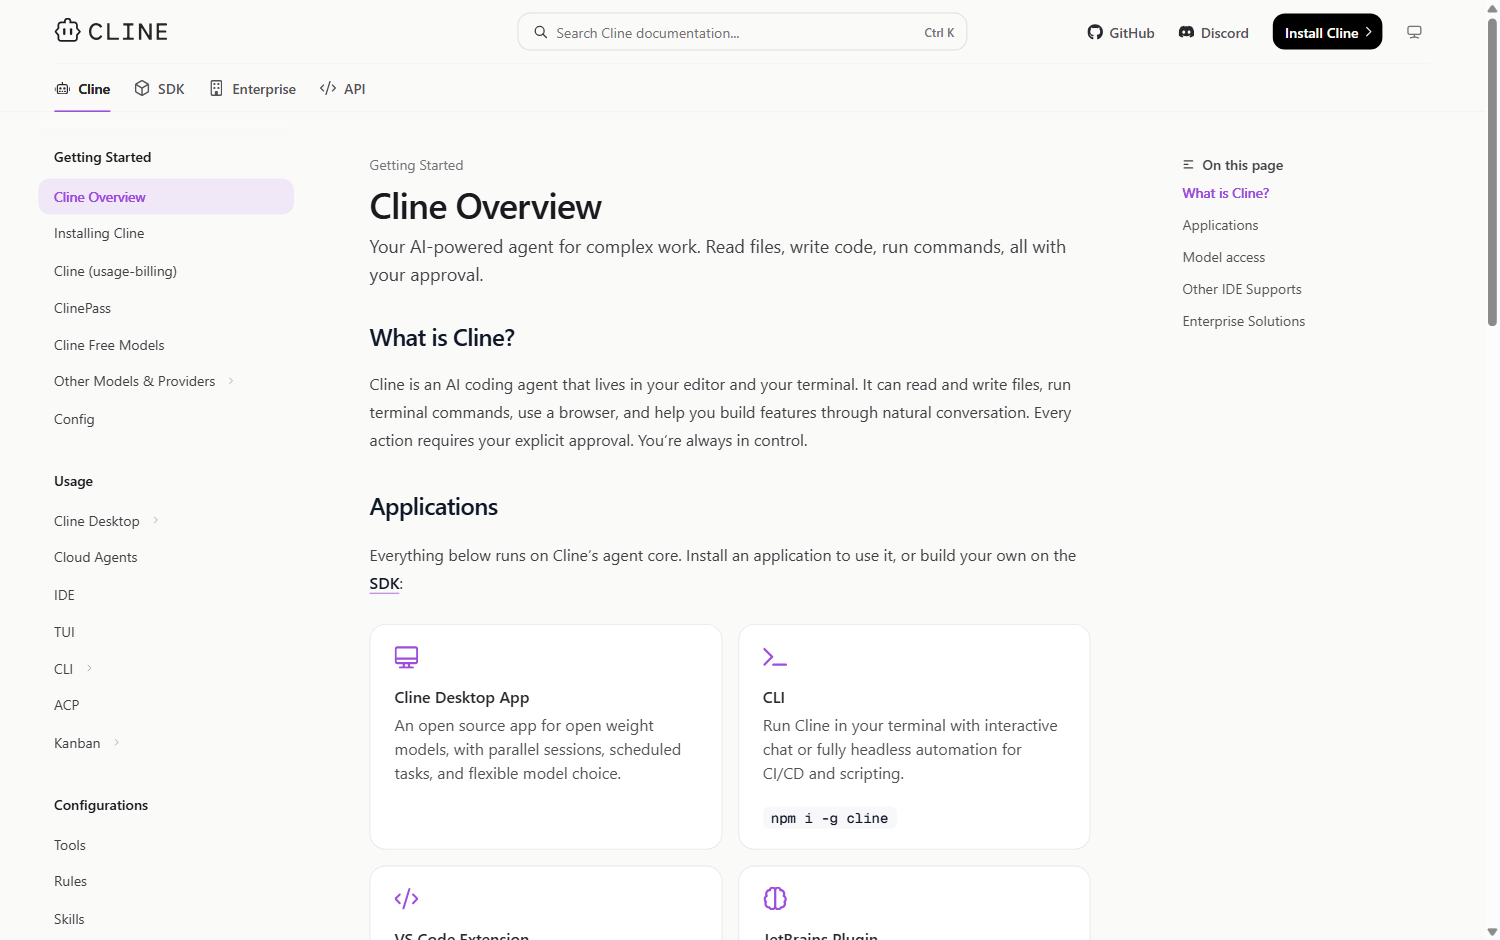 CLINE
Search Cline documentation...
Ctrl K
GitHub
Discord
Install Cline
Cline
SDK
Enterprise
API
Getting Started
Cline Overview
Installing Cline
Cline (usage-billing)
ClinePass
Cline Free Models
Other Models & Providers
Config
Usage
Cline Desktop
Cloud Agents
IDE
TUI
CLI
ACP
Kanban
Configurations
Tools
Rules
Skills
Getting Started
Cline Overview
Your AI-powered agent for complex work. Read files, write code, run commands, all with
your approval.
What is Cline?
Cline is an AI coding agent that lives in your editor and your terminal. It can read and write files, run
terminal commands, use a browser, and help you build features through natural conversation. Every
action requires your explicit approval. You’re always in control.
Applications
Everything below runs on Cline’s agent core. Install an application to use it, or build your own on the
SDK:
Cline Desktop App
An open source app for open weight
models, with parallel sessions, scheduled
tasks, and flexible model choice.
CLI
Run Cline in your terminal with interactive
chat or fully headless automation for
CI/CD and scripting.
npm i -g cline
VS Code Extension
JetBrains Plugin
On this page
What is Cline?
Applications
Model access
Other IDE Supports
Enterprise Solutions